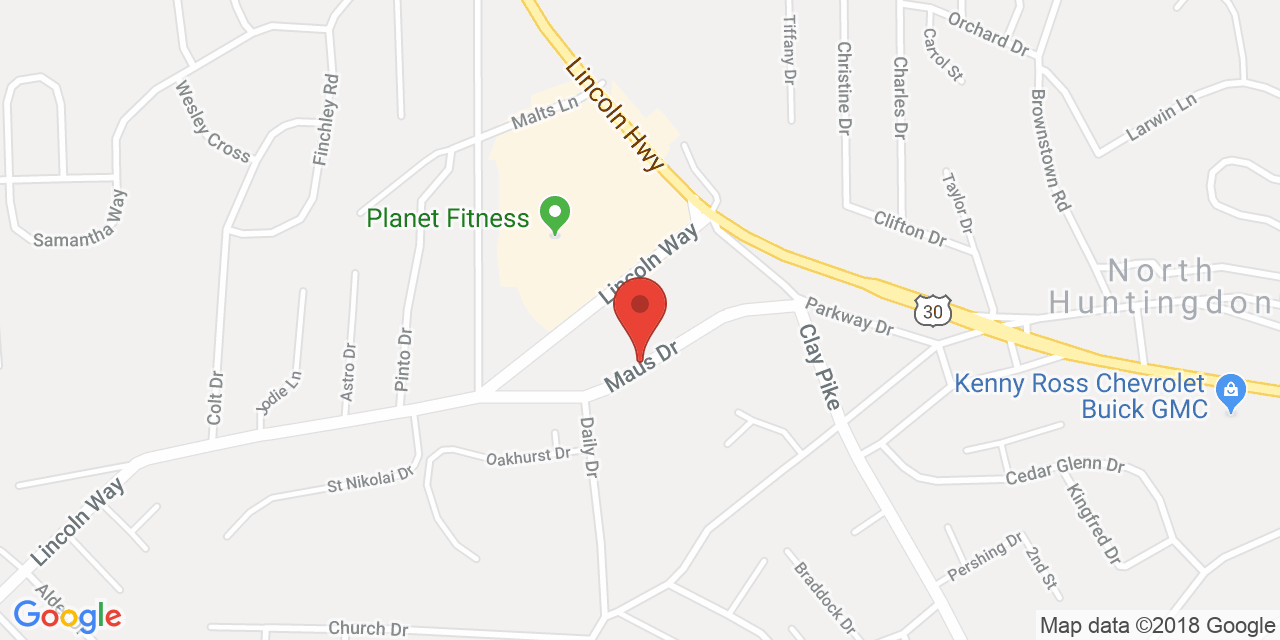 Tiffany Dr
Christine Dr
Charles Dr
Carrol St
Orchard Dr
Lincoln Hwy
Wesley Cross
Finchley Rd
Malts Ln
Larwin Ln
Brownstown Rd
Taylor Dr
Samantha Way
Planet Fitness
Clifton Dr
Lincoln Way
North
Huntingdon
Parkway Dr
30
Colt Dr
Jodie Ln
Astro Dr
Pinto Dr
Maus Dr
Clay Pike
Kenny Ross Chevrolet
Buick GMC
Daily Dr
Oakhurst Dr
St Nikolai Dr
Cedar Glenn Dr
Kingfred Dr
Lincoln Way
Pershing Dr
2nd St
Braddock Dr
Church Dr
Google
Map data ©2018 Google